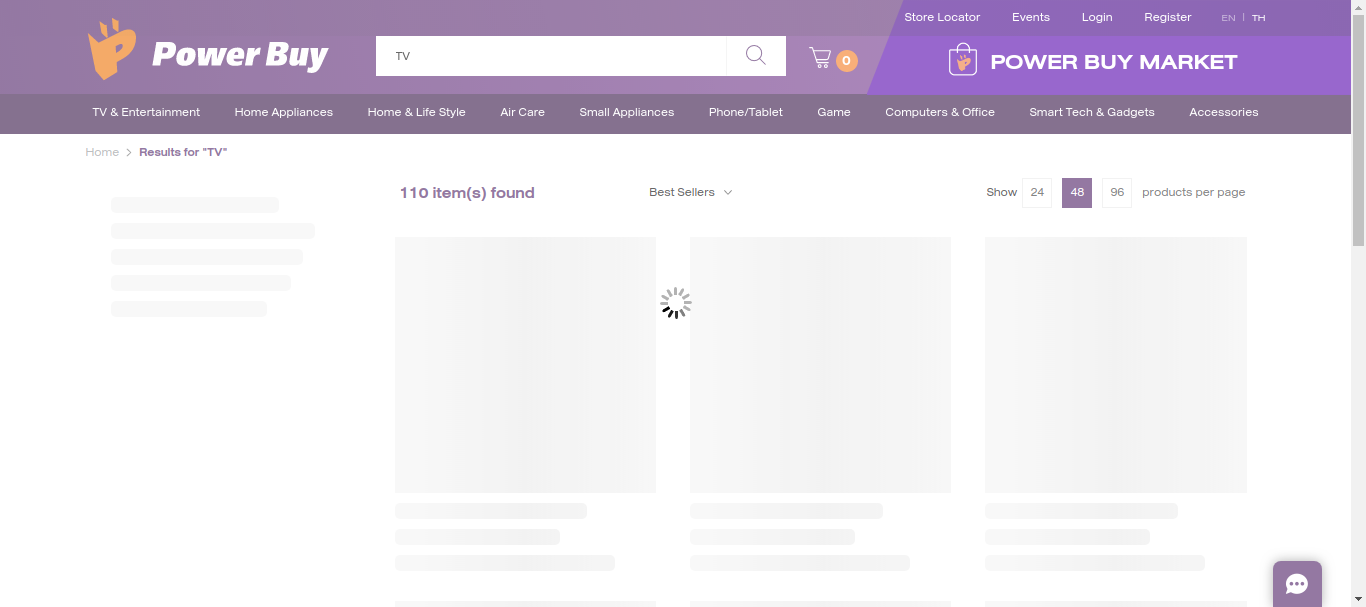 Store Locator Events Login Register EN | TH
Power Buy
TV
0
POWER BUY MARKET
TV & Entertainment Home Appliances Home & Life Style Air Care Small Appliances Phone/Tablet Game Computers & Office Smart Tech & Gadgets Accessories
Home > Results for "TV"
110 item(s) found Best Sellers Show 24 48 96 products per page